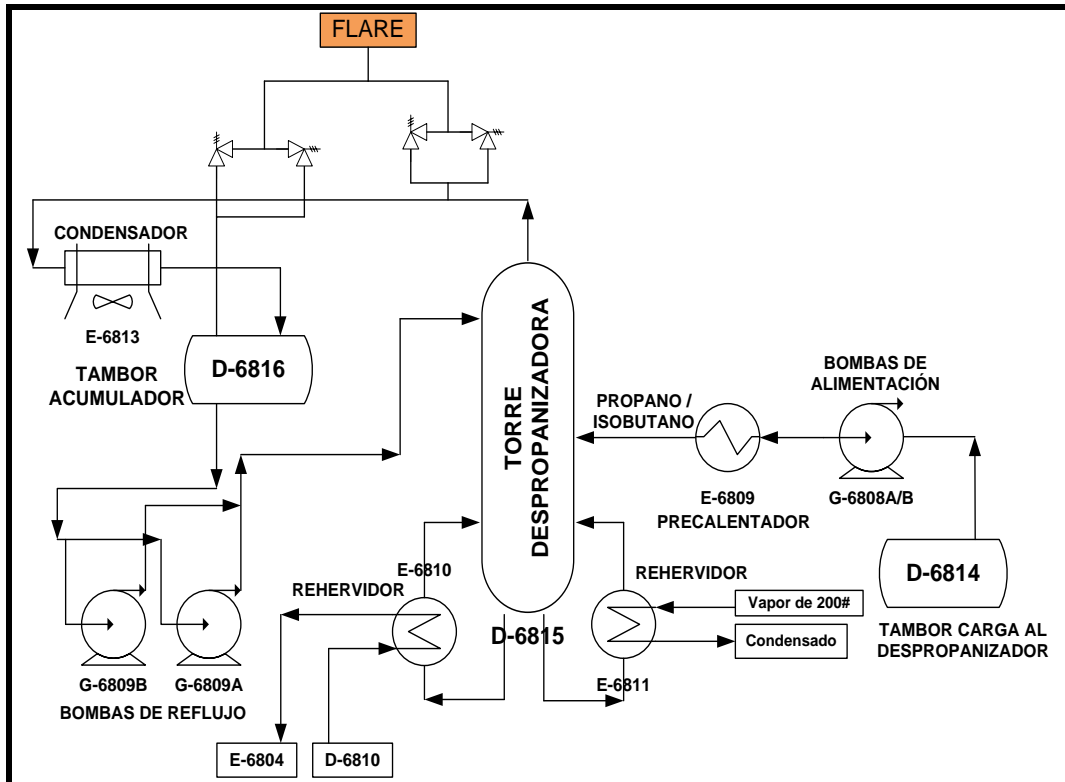 FLARE
CONDENSADOR
E-6813
TAMBOR
ACUMULADOR
D-6816
TORRE
DESPROPANIZADORA
D-6815
PROPANO /
ISOBUTANO
BOMBAS DE
ALIMENTACIÓN
E-6809
PRECALENTADOR
G-6808A/B
D-6814
TAMBOR CARGA AL
DESPROPANIZADOR
E-6810
REHERVIDOR
REHERVIDOR
Vapor de 200#
Condensado
E-6811
G-6809B
G-6809A
BOMBAS DE REFLUJO
E-6804
D-6810